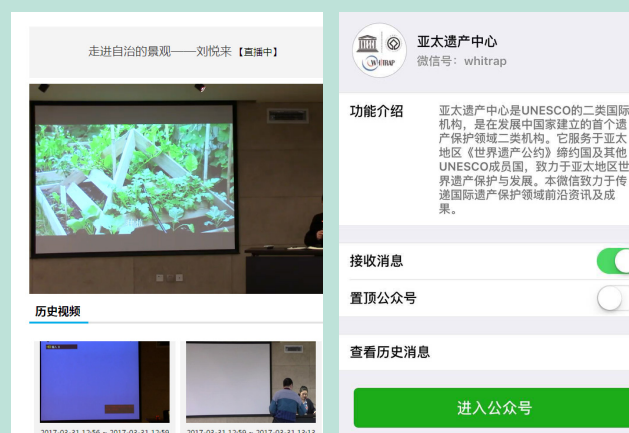 走进自治的景观——刘悦来【直播中】
历史视频
2017-03-31 12:56 ~ 2017-03-31 12:59
2017-03-31 12:59 ~ 2017-03-31 13:13
WHITRAP
亚太遗产中心
微信号: whitrap
功能介绍
亚太遗产中心是UNESCO的二类国际
机构，是在发展中国家建立的首个遗
产保护领域二类机构。它服务于亚太
地区《世界遗产公约》缔约国及其他
UNESCO成员国，致力于亚太地区世
界遗产保护与发展。本微信致力于传
递国际遗产保护领域前沿资讯及成
果。
接收消息
置顶公众号
查看历史消息
进入公众号